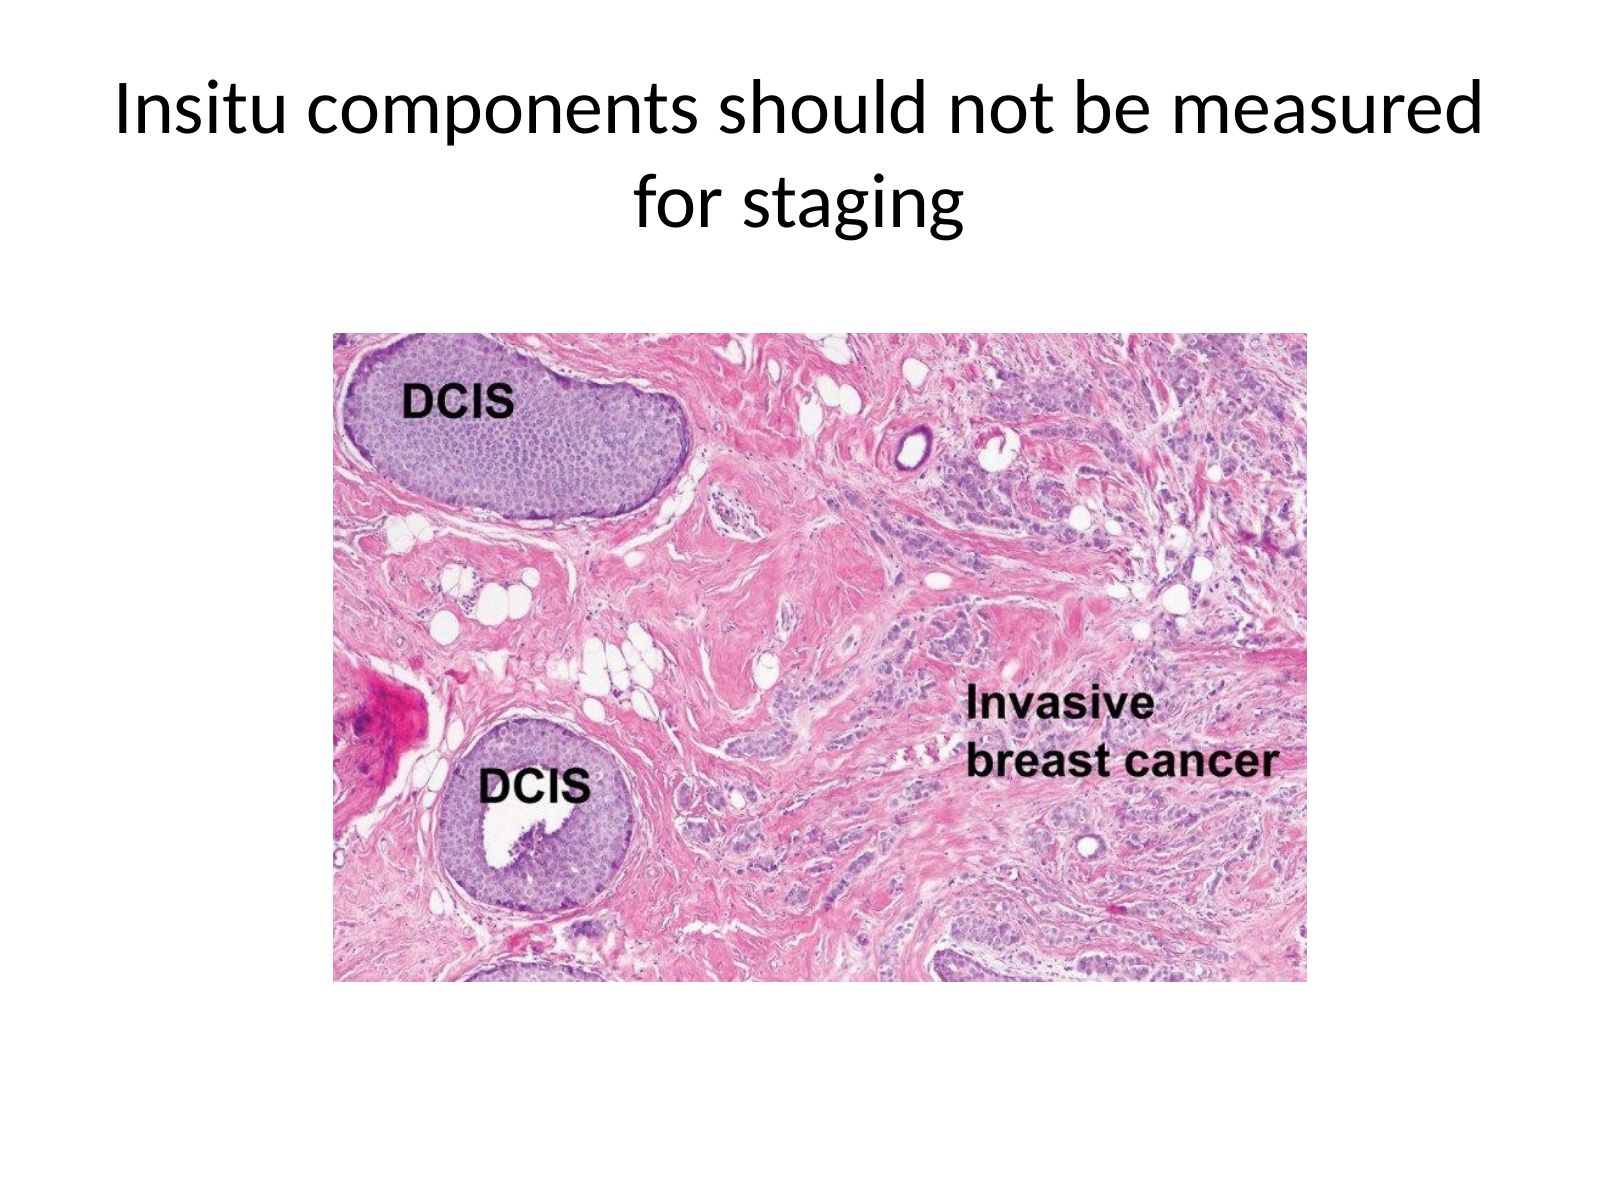 Insitu components should not be measured
for staging
DCIS
Invasive
breast cancer
DCIS